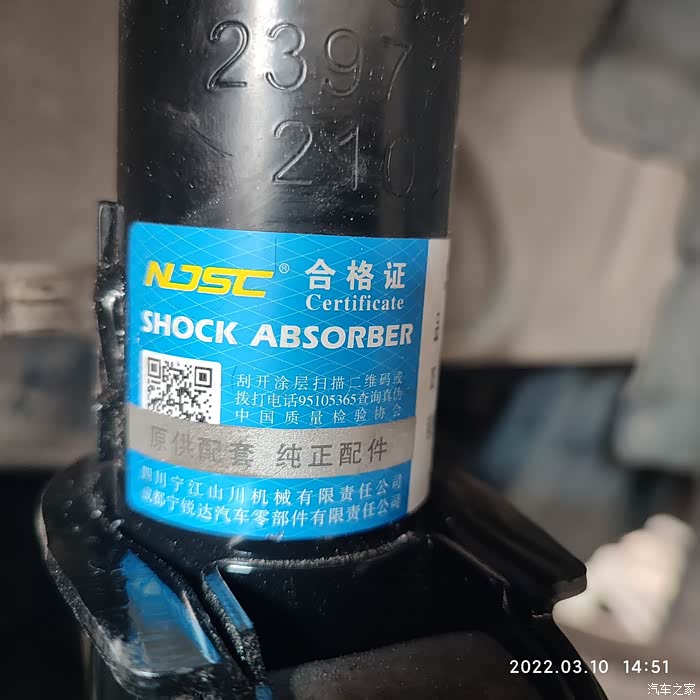 2397
210
NJSC® 合格证
Certificate
SHOCK ABSORBER
刮开涂层扫描二维码或
拨打电话95105365查询真伪
中国质量检验协会
原供配套 纯正配件
四川宁江山川机械有限责任公司
成都宁锐达汽车零部件有限责任公司
2022.03.10 14:51
汽车之家